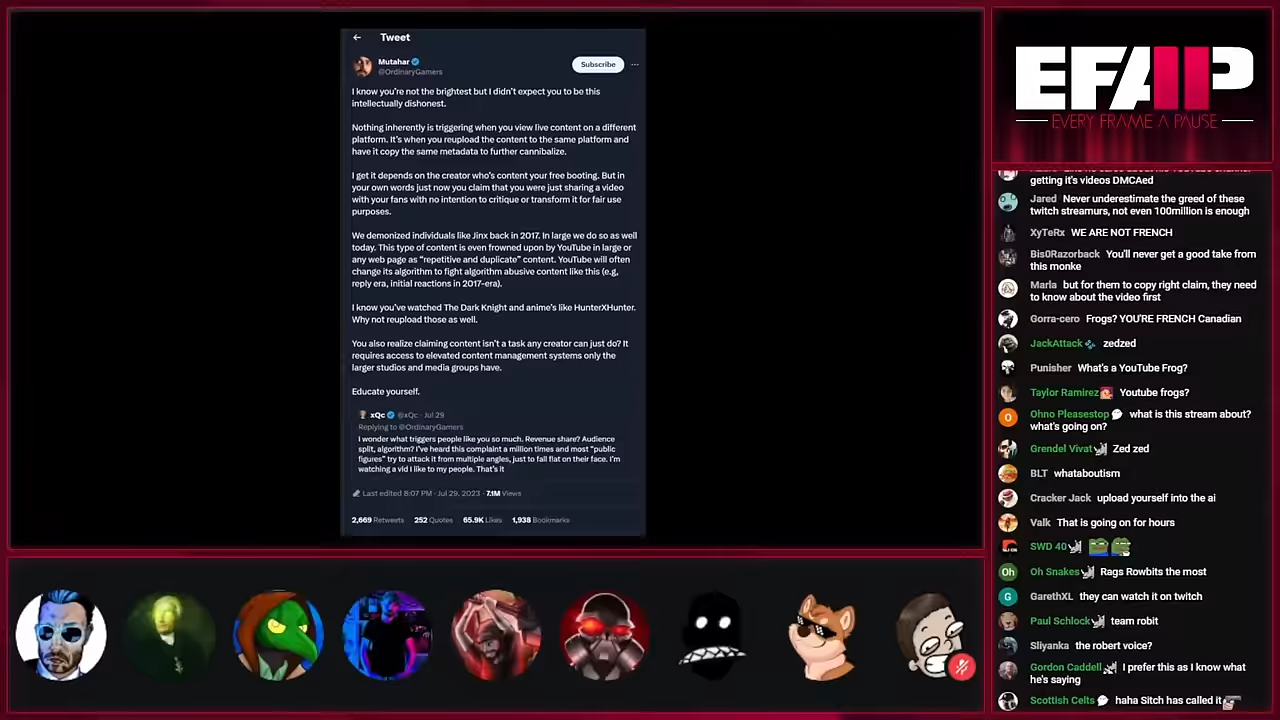 Tweet
Mutahar
@OrdinaryGamers
Subscribe
I know you're not the brightest but I didn't expect you to be this
intellectually dishonest.
Nothing inherently is triggering when you view live content on a different
platform. It's when you reupload the content to the same platform and
have it copy the same metadata to further cannibalize.
I get it depends on the creator who's content your free booting. But in
your own words just now you claim that you were just sharing a video
with your fans with no intention to critique or transform it for fair use
purposes.
We demonized individuals like Jinx back in 2017. In large we do so as well
today. This type of content is even frowned upon by YouTube in large or
any web page as "repetitive and duplicate" content. YouTube will often
change its algorithm to fight algorithm abusive content like this (e.g,
reply era, initial reactions in 2017-era).
I know you've watched The Dark Knight and anime's like HunterXHunter.
Why not reupload those as well.
You also realize claiming content isn't a task any creator can just do? It
requires access to elevated content management systems only the
larger studios and media groups have.
Educate yourself.
xQc @xQc · Jul 29
Replying to @OrdinaryGamers
I wonder what triggers people like you so much. Revenue share? Audience
split, algorithm? I've heard this complaint a million times and most "public
figures" try to attack it from multiple angles, just to fall flat on their face. I'm
watching a vid I like to my people. That's it
Last edited 8:07 PM · Jul 29, 2023 · 7.1M Views
2,669 Retweets 252 Quotes 65.9K Likes 1,938 Bookmarks
EFAP
EVERY FRAME A PAUSE
getting it's videos DMCAed
Jared Never underestimate the greed of these
twitch streamurs, not even 100million is enough
XyTeRx WE ARE NOT FRENCH
Bis0Razorback You'll never get a good take from
this monke
Marla but for them to copy right claim, they need
to know about the video first
Gorra-cero Frogs? YOU'RE FRENCH Canadian
JackAttack zedzed
Punisher What's a YouTube Frog?
Taylor Ramirez Youtube frogs?
Ohno Pleasestop what is this stream about?
what's going on?
Grendel Vivat Zed zed
BLT whataboutism
Cracker Jack upload yourself into the ai
Valk That is going on for hours
SWD 40
Oh Snakes Rags Rowbits the most
GarethXL they can watch it on twitch
Paul Schlock team robit
Sliyanka the robert voice?
Gordon Caddell I prefer this as I know what
he's saying
Scottish Celts haha Sitch has called it